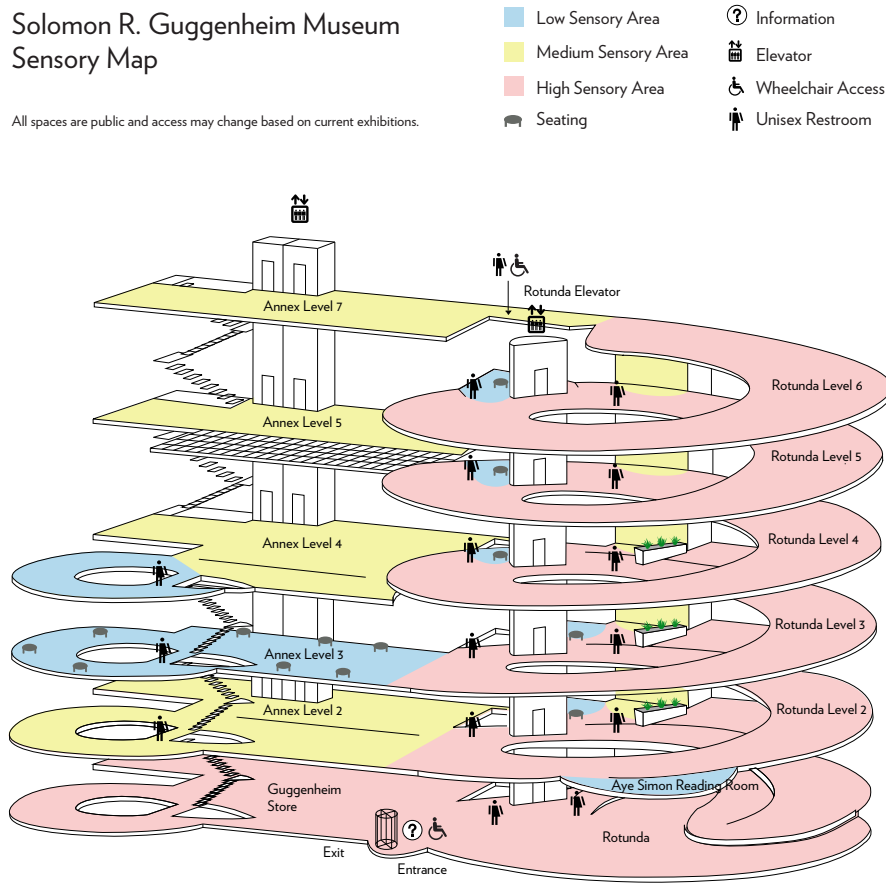 Solomon R. Guggenheim Museum
Sensory Map
All spaces are public and access may change based on current exhibitions.
Low Sensory Area
Medium Sensory Area
High Sensory Area
Seating
? Information
Elevator
Wheelchair Access
Unisex Restroom
Rotunda Elevator
Annex Level 7
Rotunda Level 6
Annex Level 5
Rotunda Level 5
Annex Level 4
Rotunda Level 4
Annex Level 3
Rotunda Level 3
Annex Level 2
Rotunda Level 2
Guggenheim
Store
Aye Simon Reading Room
?
Rotunda
Exit
Entrance